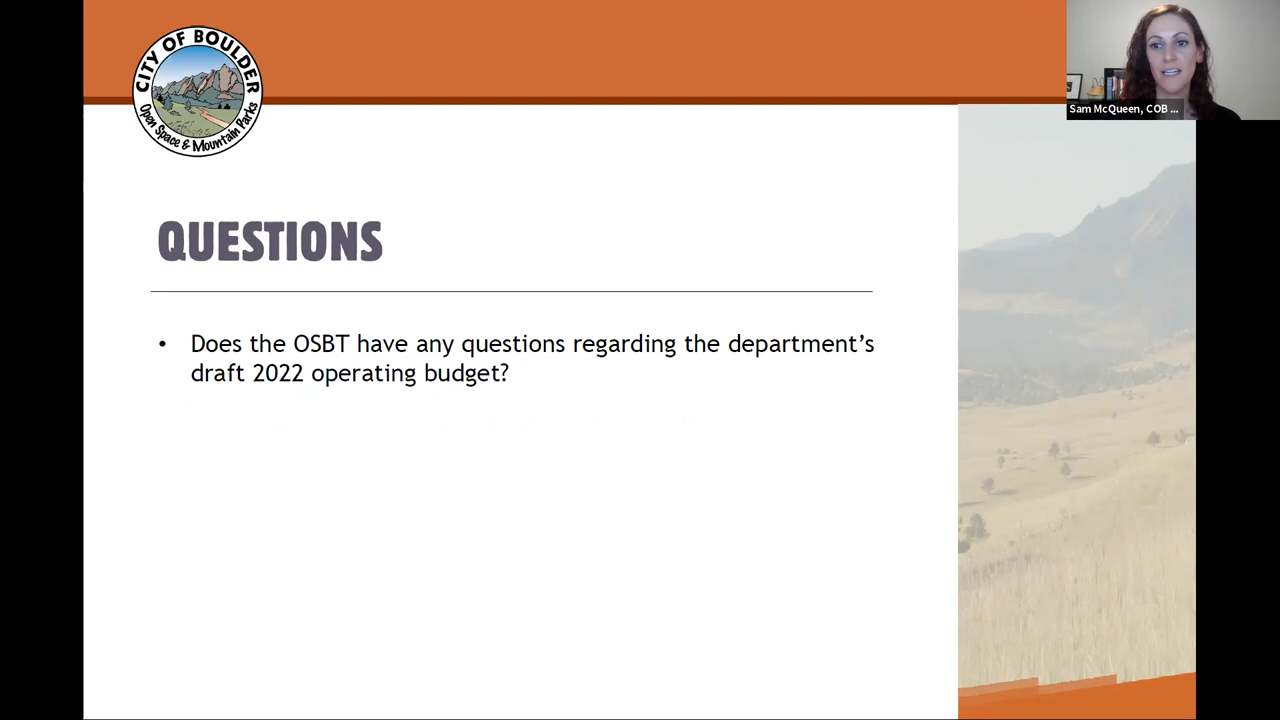 CITY OF BOULDER
Open Space & Mountain Parks
Sam McQueen, COB ...
QUESTIONS
• Does the OSBT have any questions regarding the department's
draft 2022 operating budget?